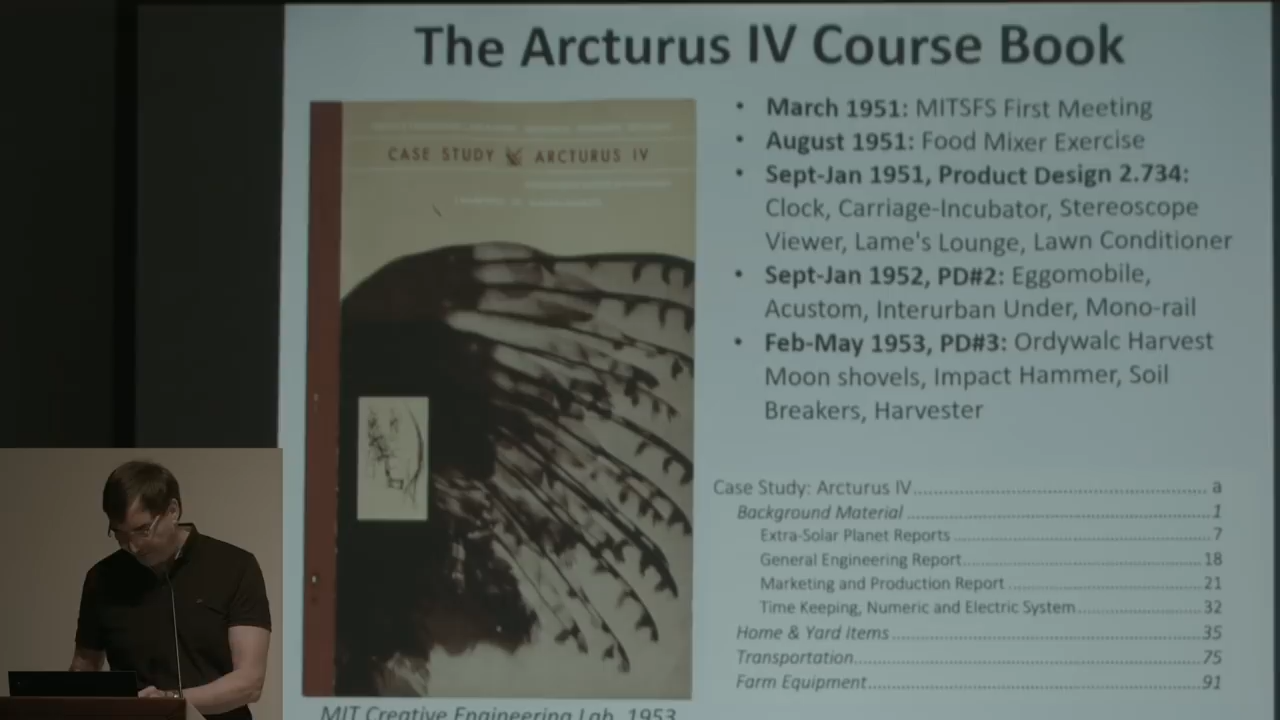 The Arcturus IV Course Book
CASE STUDY ARCTURUS IV
• March 1951: MITSFS First Meeting
• August 1951: Food Mixer Exercise
• Sept-Jan 1951, Product Design 2.734:
Clock, Carriage-Incubator, Stereoscope
Viewer, Lame's Lounge, Lawn Conditioner
• Sept-Jan 1952, PD#2: Eggomobile,
Acustom, Interurban Under, Mono-rail
• Feb-May 1953, PD#3: Ordywalc Harvest
Moon shovels, Impact Hammer, Soil
Breakers, Harvester
Case Study: Arcturus IV a
Background Material 1
Extra-Solar Planet Reports 7
General Engineering Report 18
Marketing and Production Report 21
Time Keeping, Numeric and Electric System 32
Home & Yard Items 35
Transportation 75
Farm Equipment 91
MIT Creative Engineering Lab, 1953